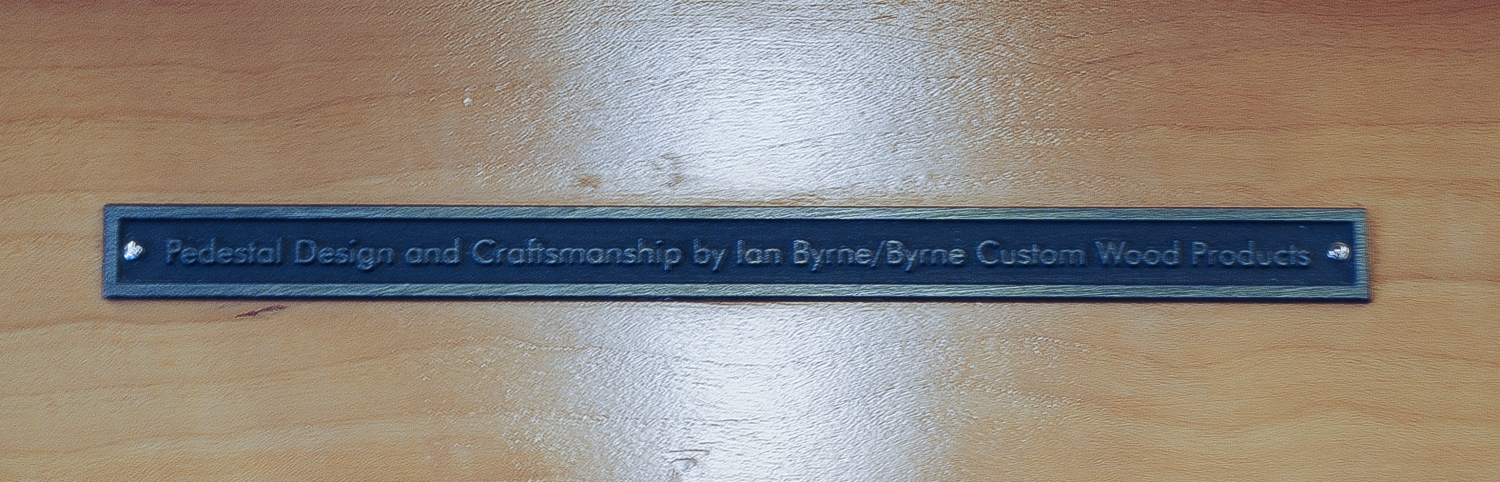 Pedestal Design and Craftsmanship by Ian Byrne/Byrne Custom Wood Products